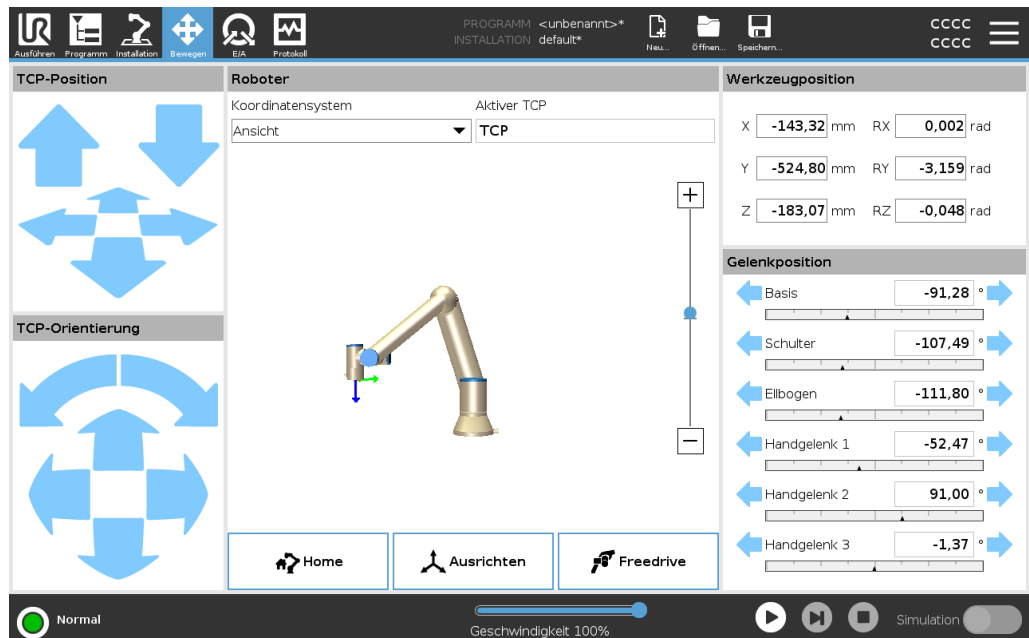 UR
PROGRAMM <unbenannt>*
INSTALLATION default*
CCCC
CCCC
Ausführen Programm Installation Bewegen E/A Protokoll Neu... Öffnen... Speichern...
TCP-Position
Roboter
Werkzeugposition
Koordinatensystem Aktiver TCP
Ansicht TCP
X -143,32 mm RX 0,002 rad
Y -524,80 mm RY -3,159 rad
Z -183,07 mm RZ -0,048 rad
+
−
Gelenkposition
Basis -91,28 °
Schulter -107,49 °
Ellbogen -111,80 °
Handgelenk 1 -52,47 °
Handgelenk 2 91,00 °
Handgelenk 3 -1,37 °
TCP-Orientierung
Home Ausrichten Freedrive
Normal
Geschwindigkeit 100%
Simulation